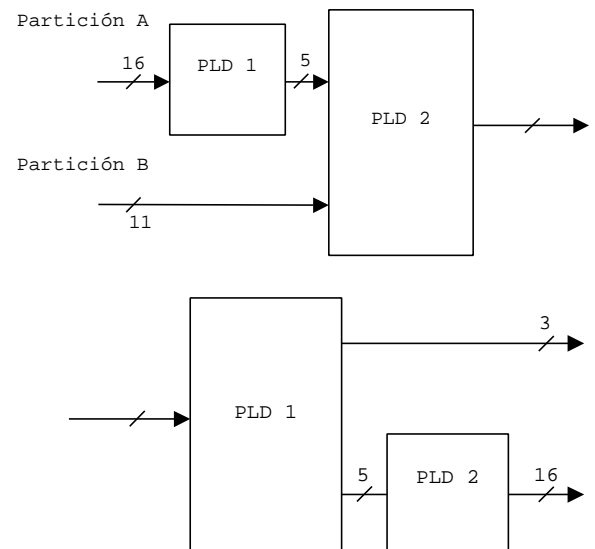 Partición A
16
PLD 1
5
PLD 2
Partición B
11
3
PLD 1
5
PLD 2
16